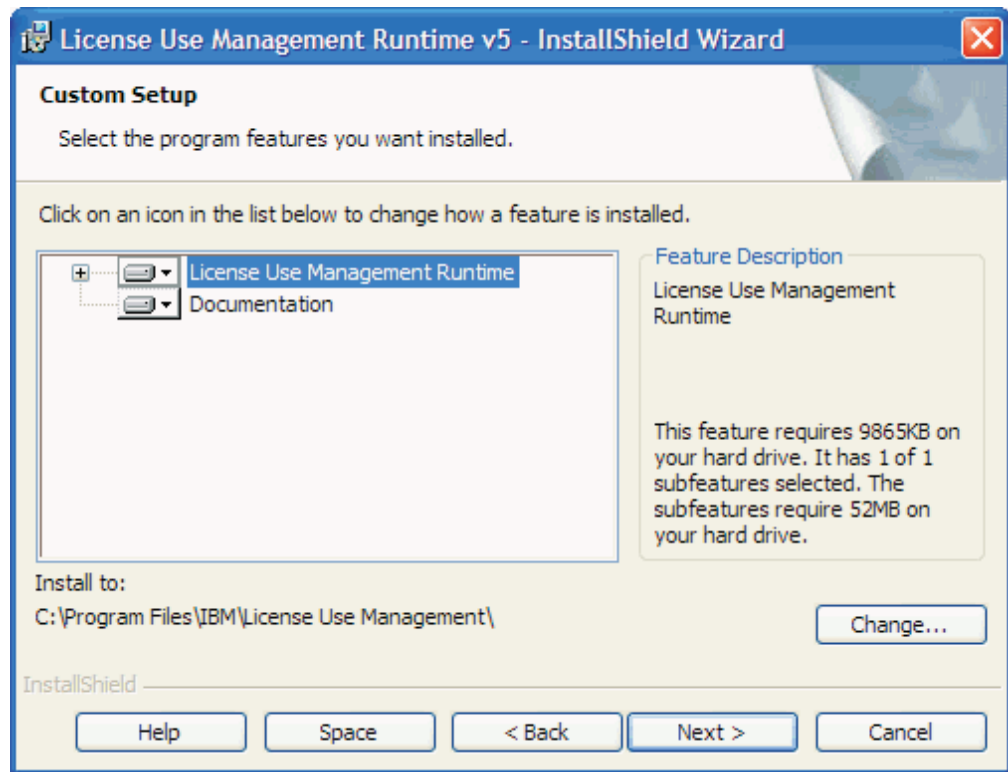 License Use Management Runtime v5 - InstallShield Wizard
Custom Setup
Select the program features you want installed.
Click on an icon in the list below to change how a feature is installed.
License Use Management Runtime
Documentation
Feature Description
License Use Management
Runtime
This feature requires 9865KB on
your hard drive. It has 1 of 1
subfeatures selected. The
subfeatures require 52MB on
your hard drive.
Install to:
C:\Program Files\IBM\License Use Management\
Change...
InstallShield
Help
Space
< Back
Next >
Cancel